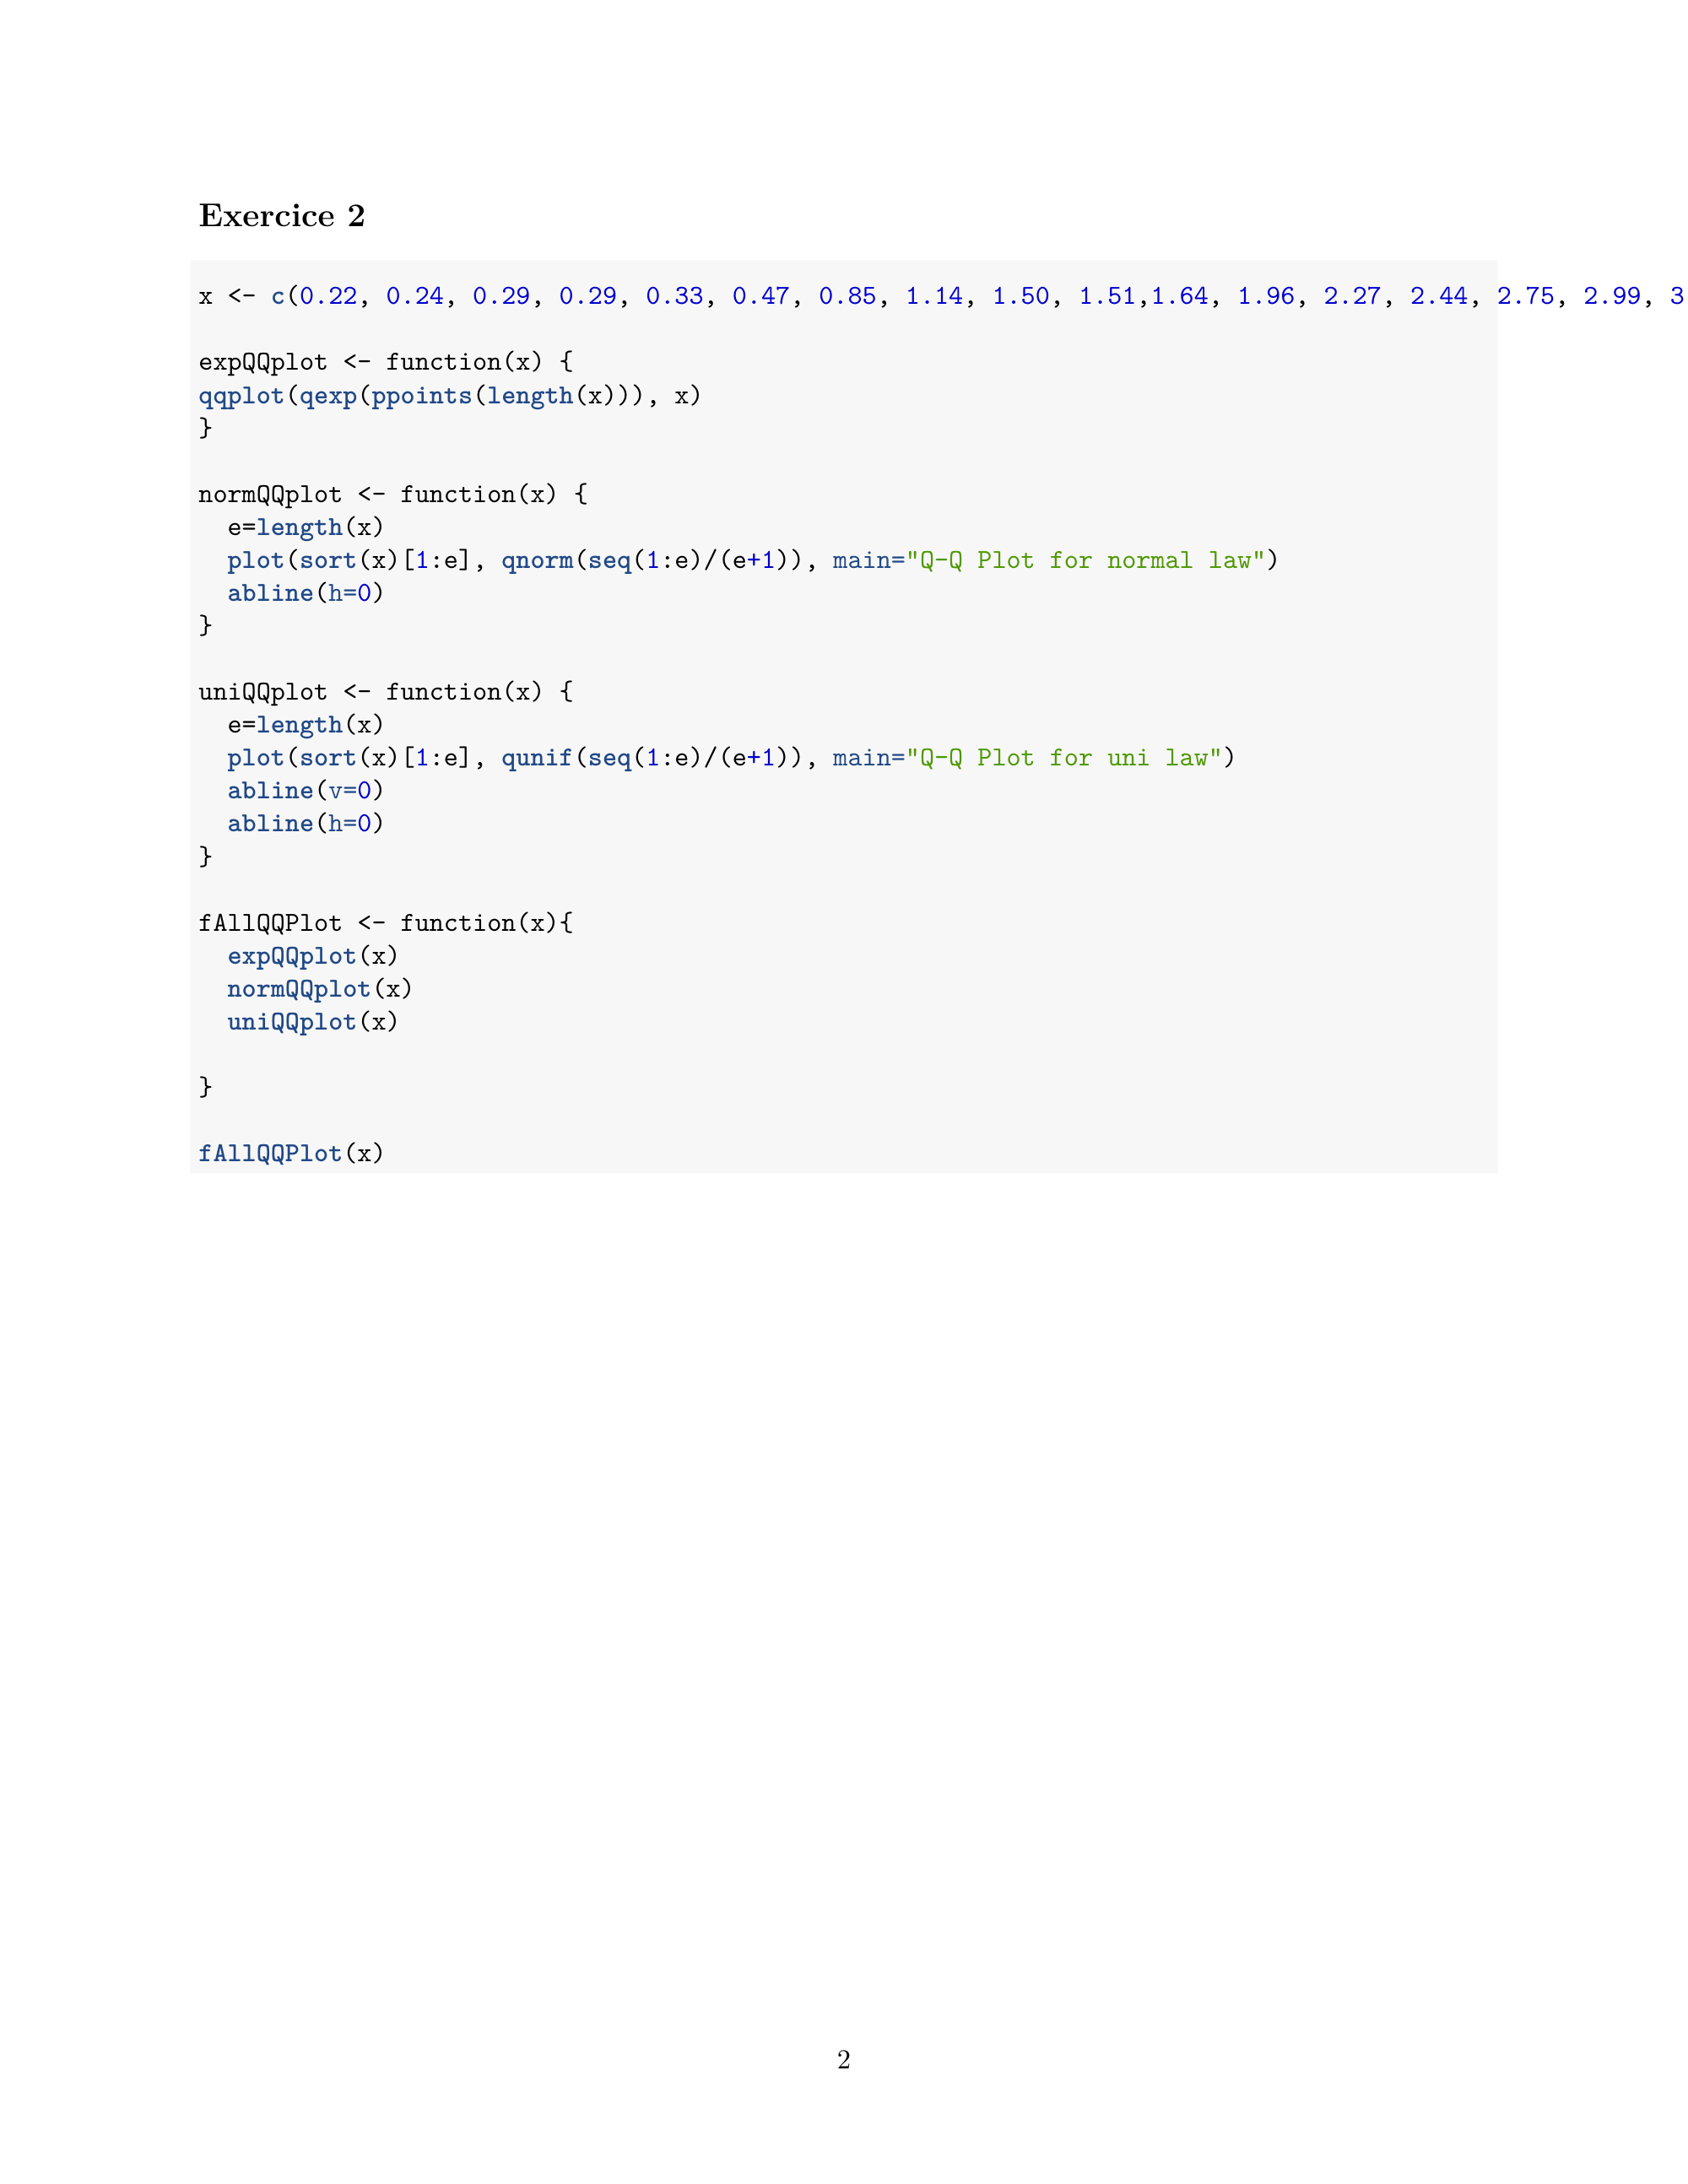 Exercice 2
x <- c(0.22, 0.24, 0.29, 0.29, 0.33, 0.47, 0.85, 1.14, 1.50, 1.51,1.64, 1.96, 2.27, 2.44, 2.75, 2.99, 3
expQQplot <- function(x) {
qqplot(qexp(ppoints(length(x))), x)
}
normQQplot <- function(x) {
  e=length(x)
  plot(sort(x)[1:e], qnorm(seq(1:e)/(e+1)), main="Q-Q Plot for normal law")
  abline(h=0)
}
uniQQplot <- function(x) {
  e=length(x)
  plot(sort(x)[1:e], qunif(seq(1:e)/(e+1)), main="Q-Q Plot for uni law")
  abline(v=0)
  abline(h=0)
}
fAllQQPlot <- function(x){
  expQQplot(x)
  normQQplot(x)
  uniQQplot(x)
}
fAllQQPlot(x)
2